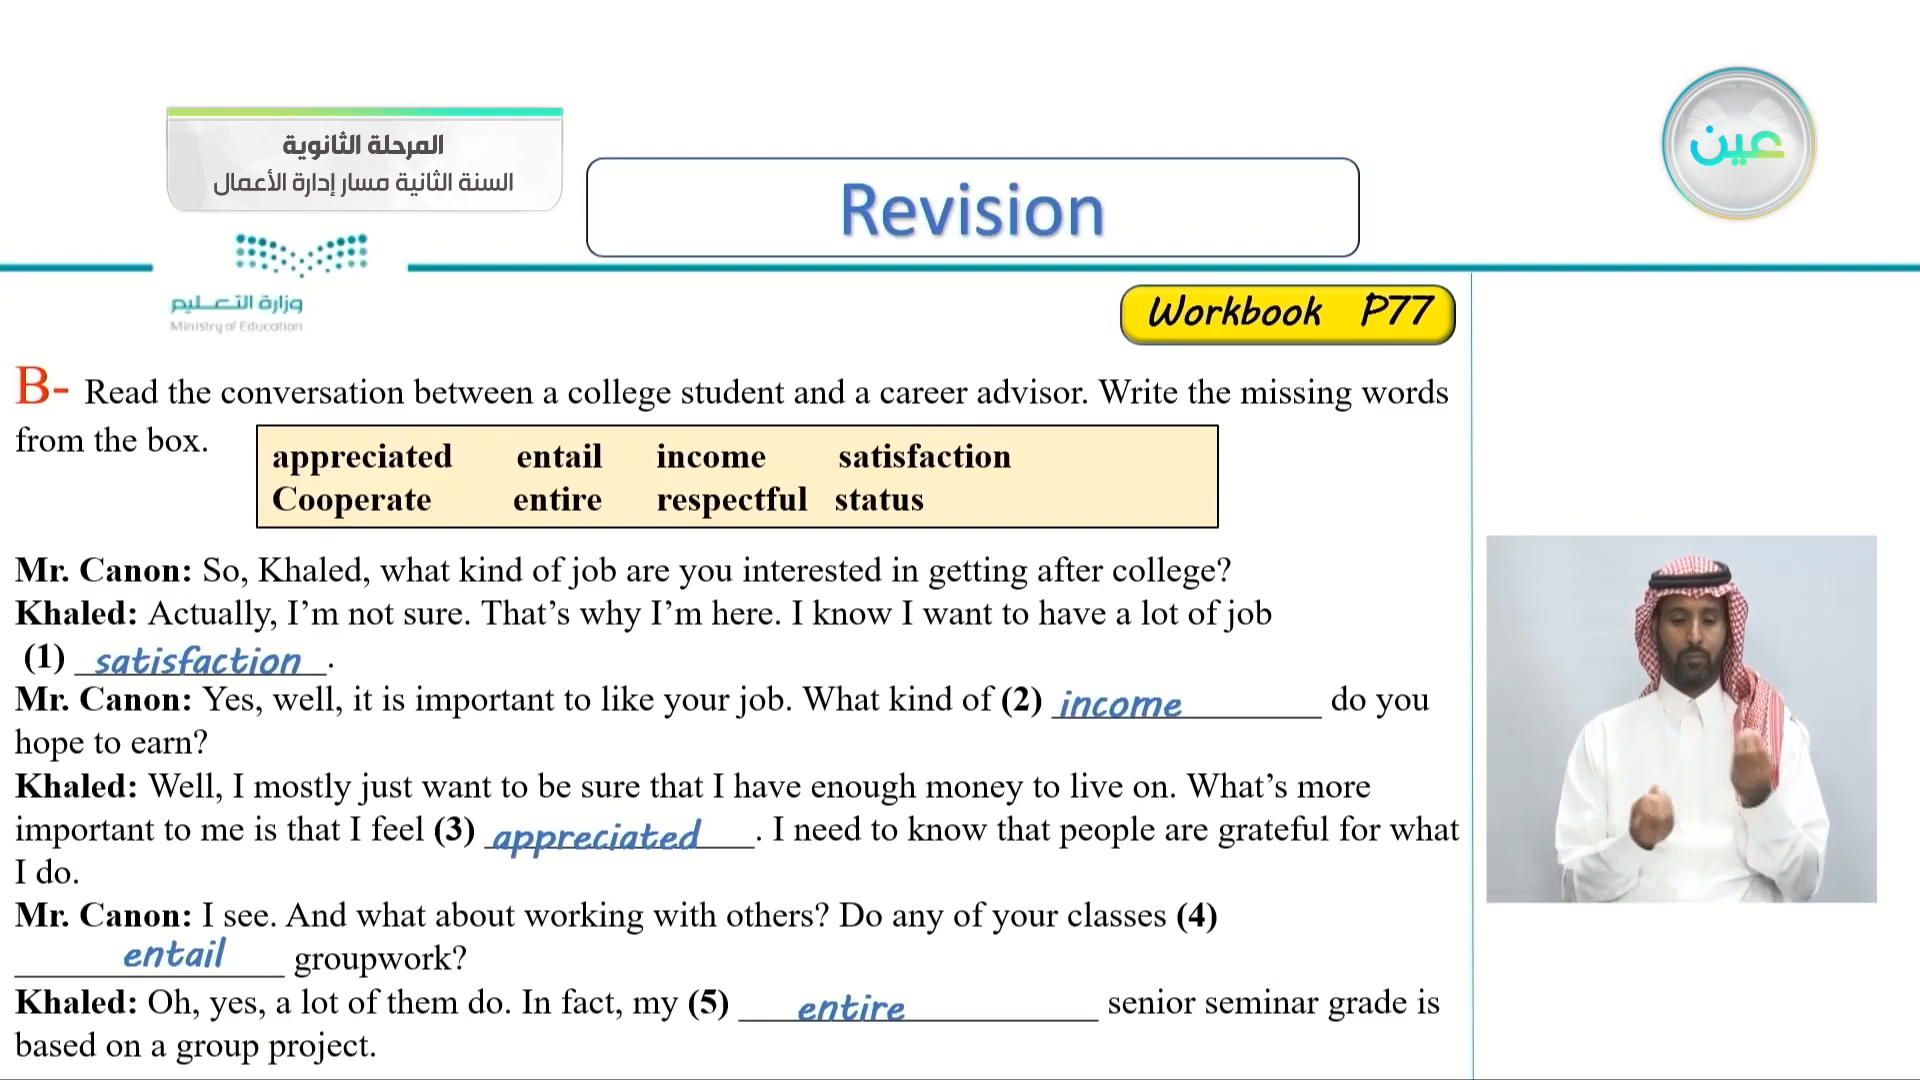 المرحلة الثانوية
السنة الثانية مسار إدارة الأعمال
عين
Revision
وزارة التعليم
Ministry of Education
Workbook P77
B- Read the conversation between a college student and a career advisor. Write the missing words
from the box.
appreciated entail income satisfaction
Cooperate entire respectful status
Mr. Canon: So, Khaled, what kind of job are you interested in getting after college?
Khaled: Actually, I’m not sure. That’s why I’m here. I know I want to have a lot of job
(1) satisfaction.
Mr. Canon: Yes, well, it is important to like your job. What kind of (2) income do you
hope to earn?
Khaled: Well, I mostly just want to be sure that I have enough money to live on. What’s more
important to me is that I feel (3) appreciated. I need to know that people are grateful for what
I do.
Mr. Canon: I see. And what about working with others? Do any of your classes (4)
entail groupwork?
Khaled: Oh, yes, a lot of them do. In fact, my (5) entire senior seminar grade is
based on a group project.